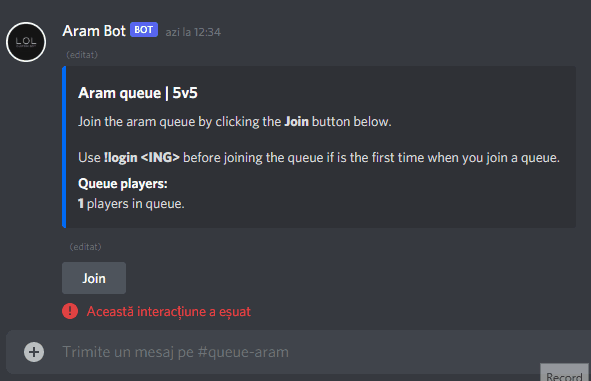 LOL
Aram Bot BOT azi la 12:34
(editat)
Aram queue | 5v5
Join the aram queue by clicking the Join button below.
Use !login <ING> before joining the queue if is the first time when you join a queue.
Queue players:
1 players in queue.
(editat)
Join
Această interacțiune a eșuat
Trimite un mesaj pe #queue-aram
Record